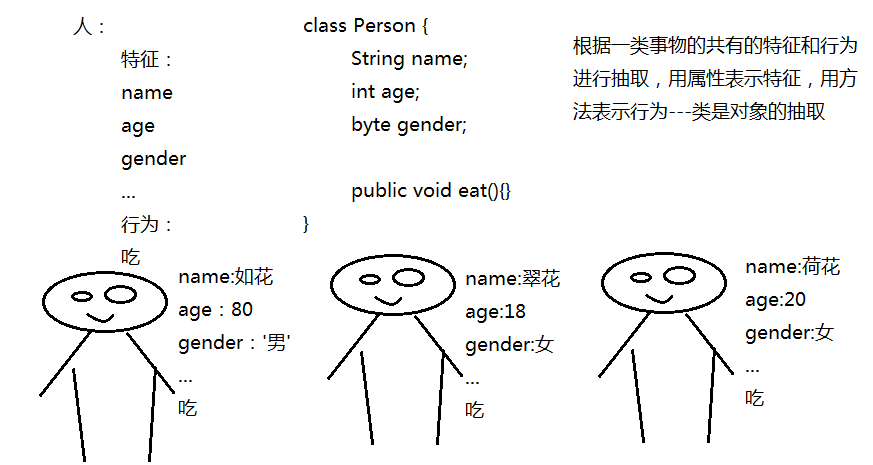 人：
特征：
name
age
gender
...
行为：
吃
class Person {
String name;
int age;
byte gender;
public void eat(){}
}
根据一类事物的共有的特征和行为
进行抽取，用属性表示特征，用方
法表示行为---类是对象的抽取
name:如花
age：80
gender：'男'
...
吃
name:翠花
age:18
gender:女
...
吃
name:荷花
age:20
gender:女
...
吃